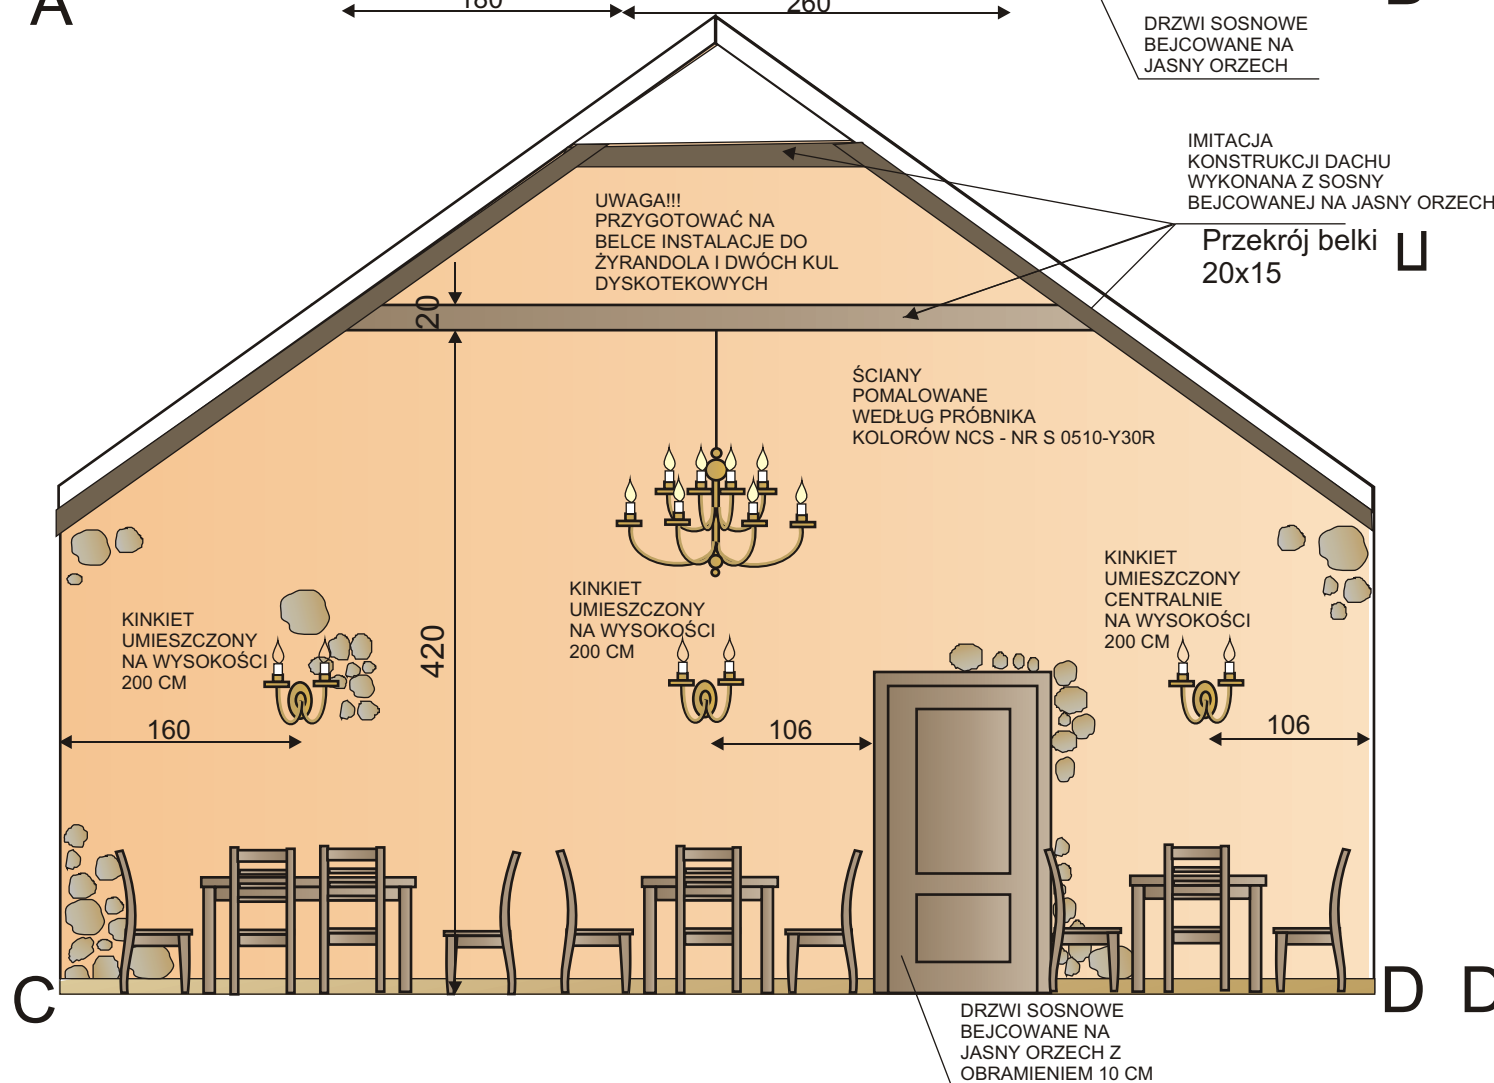 A
180
260
B
DRZWI SOSNOWE
BEJCOWANE NA
JASNY ORZECH
IMITACJA
KONSTRUKCJI DACHU
WYKONANA Z SOSNY
BEJCOWANEJ NA JASNY ORZECH
Przekrój belki
20x15
UWAGA!!!
PRZYGOTOWAĆ NA
BELCE INSTALACJE DO
ŻYRANDOLA I DWÓCH KUL
DYSKOTEKOWYCH
20
ŚCIANY
POMALOWANE
WEDŁUG PRÓBNIKA
KOLORÓW NCS - NR S 0510-Y30R
KINKIET
UMIESZCZONY
NA WYSOKOŚCI
200 CM
420
KINKIET
UMIESZCZONY
NA WYSOKOŚCI
200 CM
KINKIET
UMIESZCZONY
CENTRALNIE
NA WYSOKOŚCI
200 CM
160
106
106
C
D
D
DRZWI SOSNOWE
BEJCOWANE NA
JASNY ORZECH Z
OBRAMIENIEM 10 CM